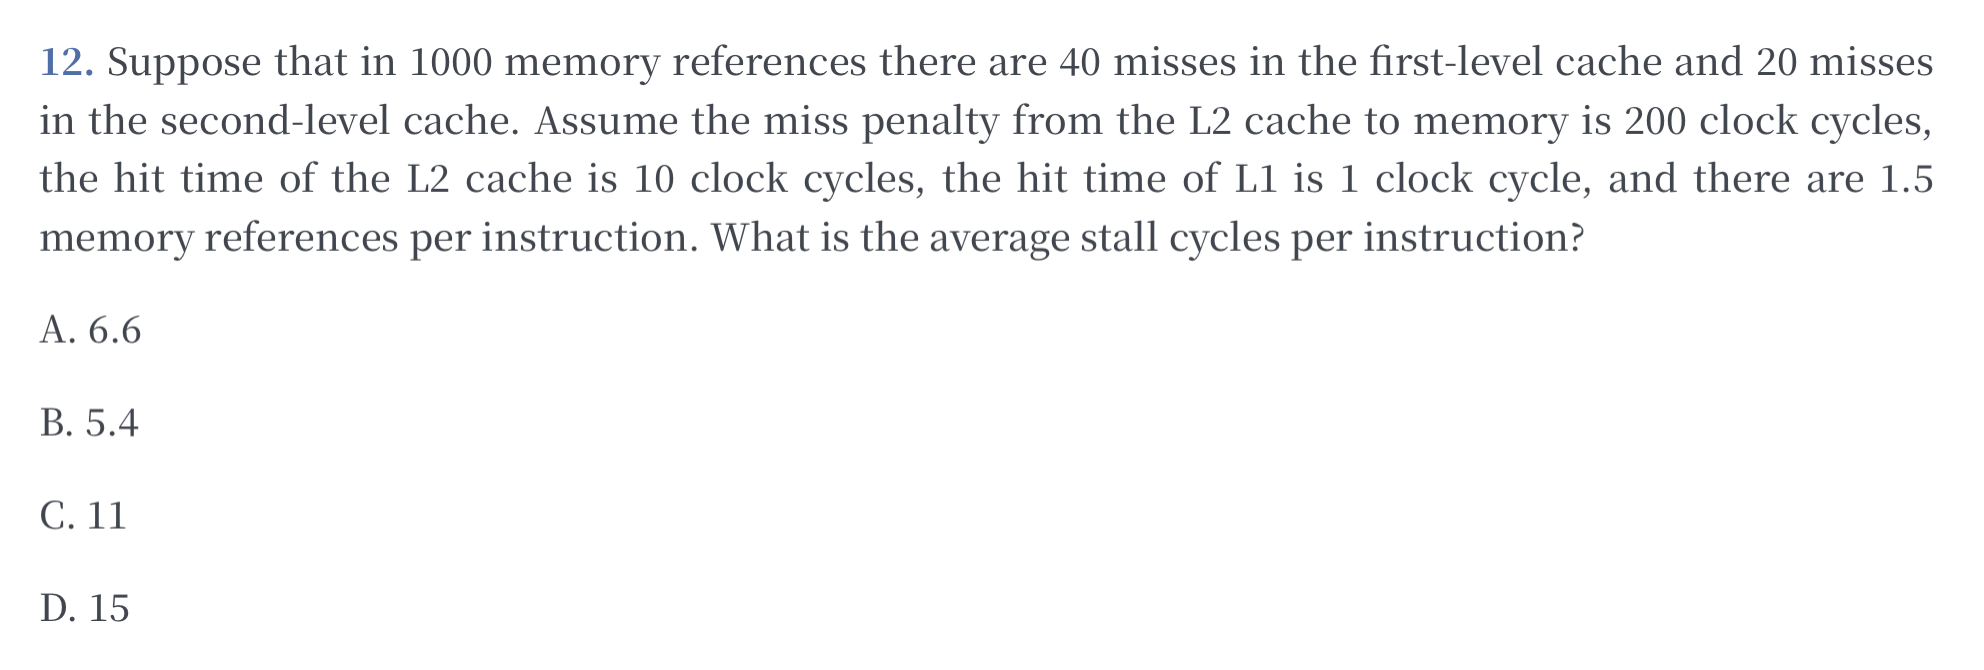 12. Suppose that in 1000 memory references there are 40 misses in the first-level cache and 20 misses
in the second-level cache. Assume the miss penalty from the L2 cache to memory is 200 clock cycles,
the hit time of the L2 cache is 10 clock cycles, the hit time of L1 is 1 clock cycle, and there are 1.5
memory references per instruction. What is the average stall cycles per instruction?
A. 6.6
B. 5.4
C. 11
D. 15